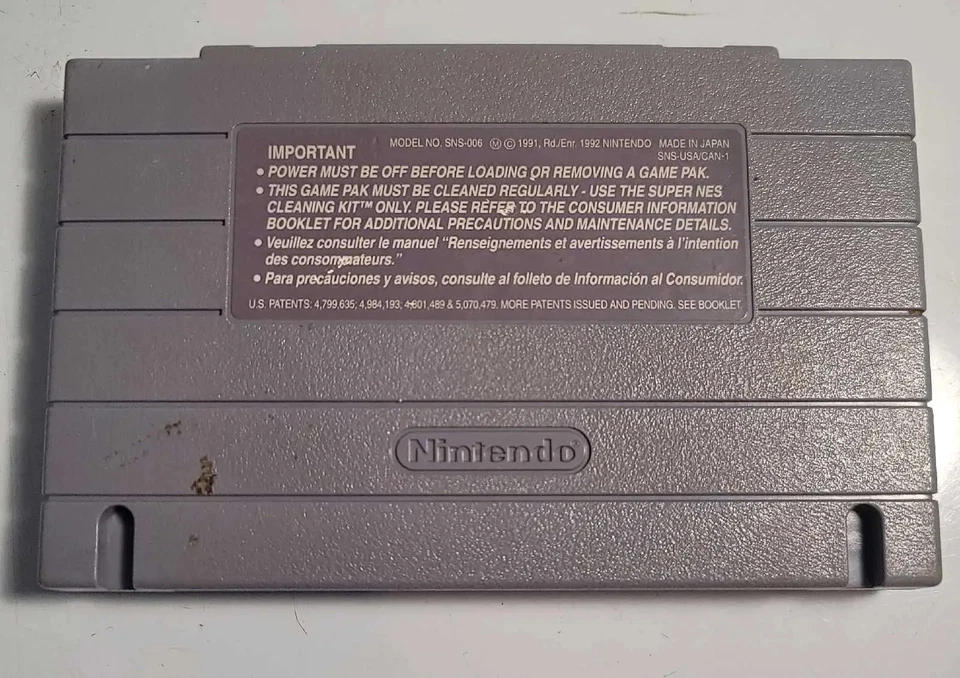 IMPORTANT MODEL NO. SNS-006 Ⓜ © 1991, Rd./Enr. 1992 NINTENDO MADE IN JAPAN
SNS-USA/CAN-1
• POWER MUST BE OFF BEFORE LOADING OR REMOVING A GAME PAK.
• THIS GAME PAK MUST BE CLEANED REGULARLY - USE THE SUPER NES
CLEANING KIT™ ONLY. PLEASE REFER TO THE CONSUMER INFORMATION
BOOKLET FOR ADDITIONAL PRECAUTIONS AND MAINTENANCE DETAILS.
• Veuillez consulter le manuel “Renseignements et avertissements à l’intention
des consommateurs.”
• Para precauciones y avisos, consulte al folleto de Información al Consumidor.
U.S. PATENTS: 4,799,635; 4,984,193; 4,801,489 & 5,070,479. MORE PATENTS ISSUED AND PENDING. SEE BOOKLET
Nintendo®